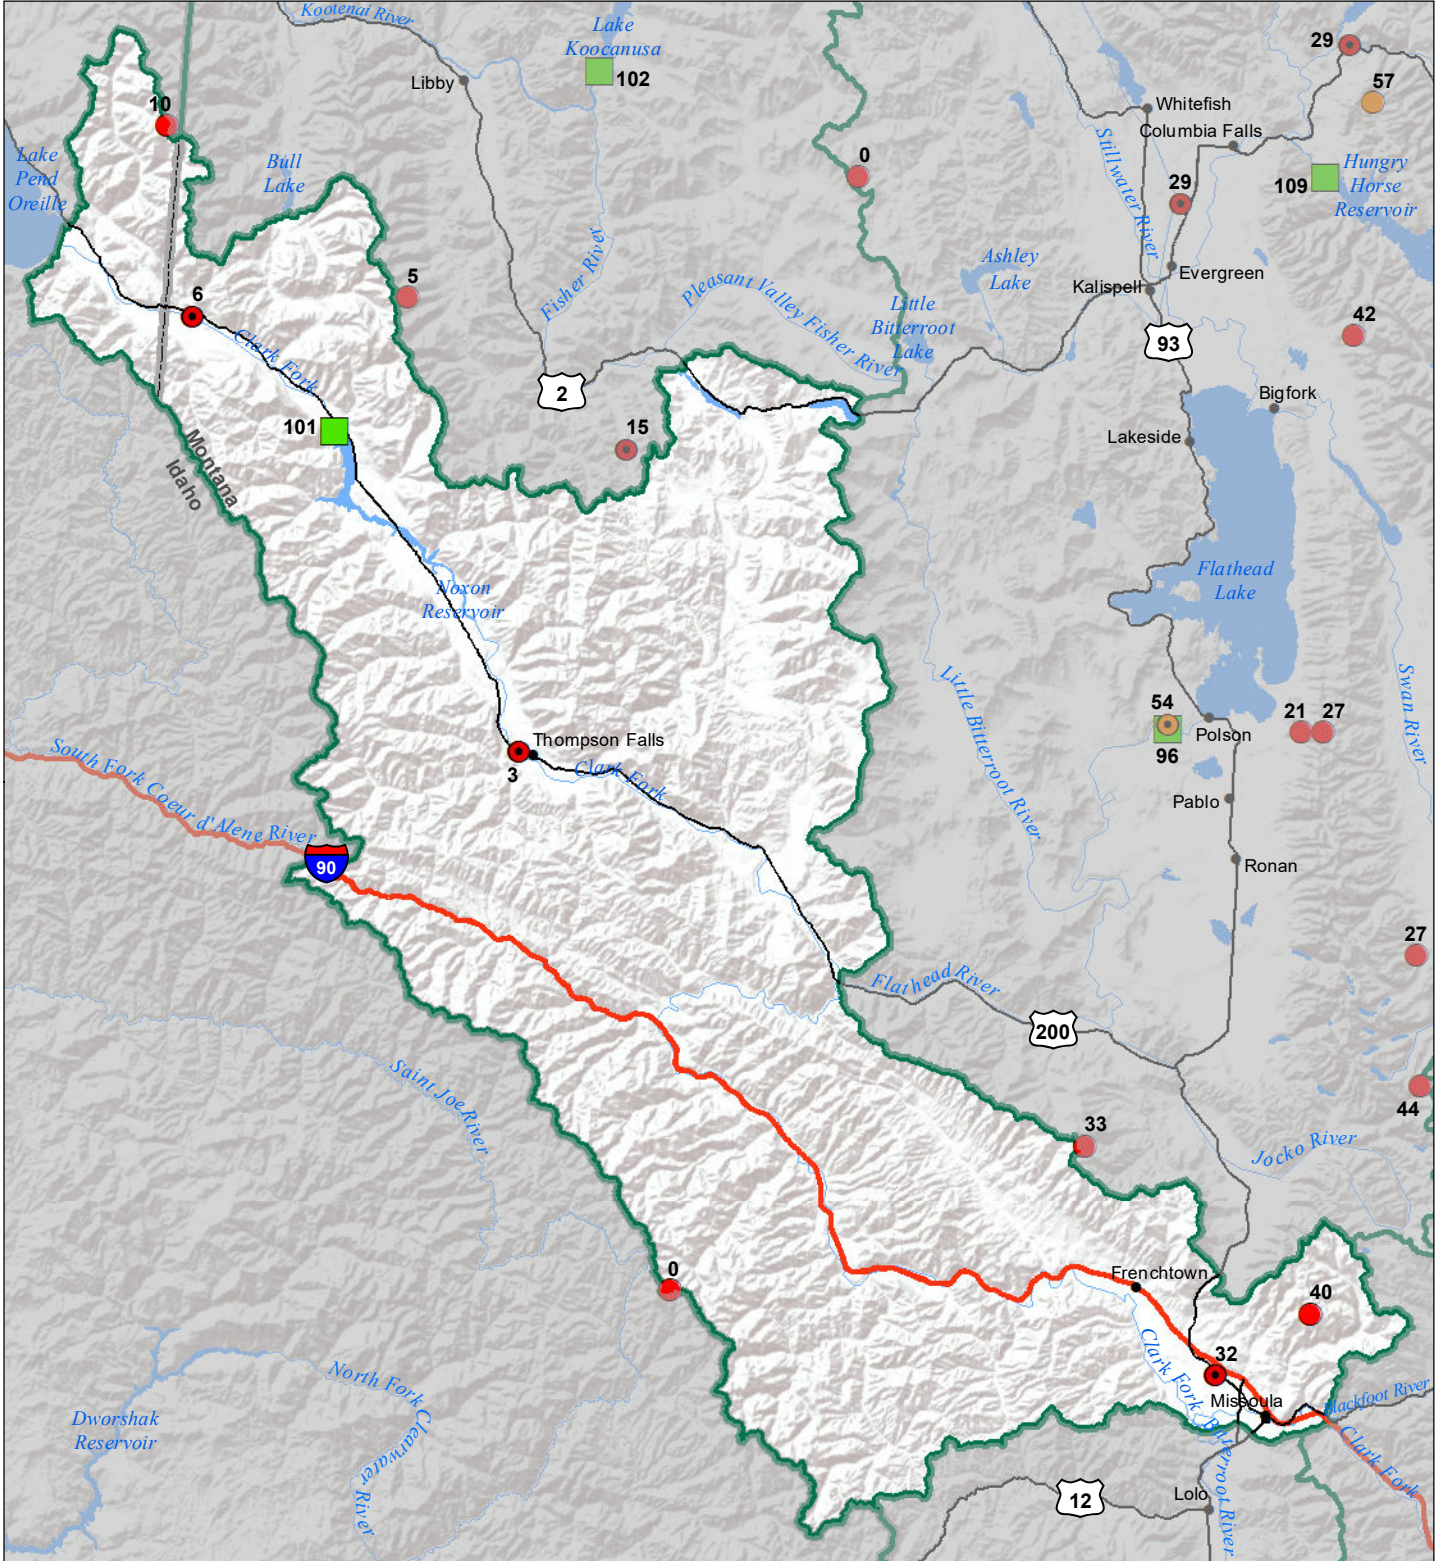 Kootenai River
Lake
Koocanusa
102
Libby
29
57
Whitefish
Columbia Falls
10
Lake
Pend
Oreille
Bull
Lake
0
Stillwater River
29
109
Hungry
Horse
Reservoir
5
6
Fisher River
Pleasant Valley Fisher River
Ashley
Lake
Little
Bitterroot
Lake
Evergreen
Kalispell
93
42
Clark Fork
2
Bigfork
101
15
Lakeside
Montana
Idaho
Noxon
Reservoir
Flathead
Lake
Little Bitterroot River
Swan River
54
96
Polson
21
27
Thompson Falls
3
Clark Fork
South Fork Coeur d'Alene River
90
Pablo
Ronan
27
Flathead River
200
Saint Joe River
44
33
Jocko River
0
Frenchtown
40
32
Clark Fork
Missoula
Blackfoot River
Bitterroot River
Clark Fork
North Fork Clearwater
River
Dworshak
Reservoir
12
Lolo